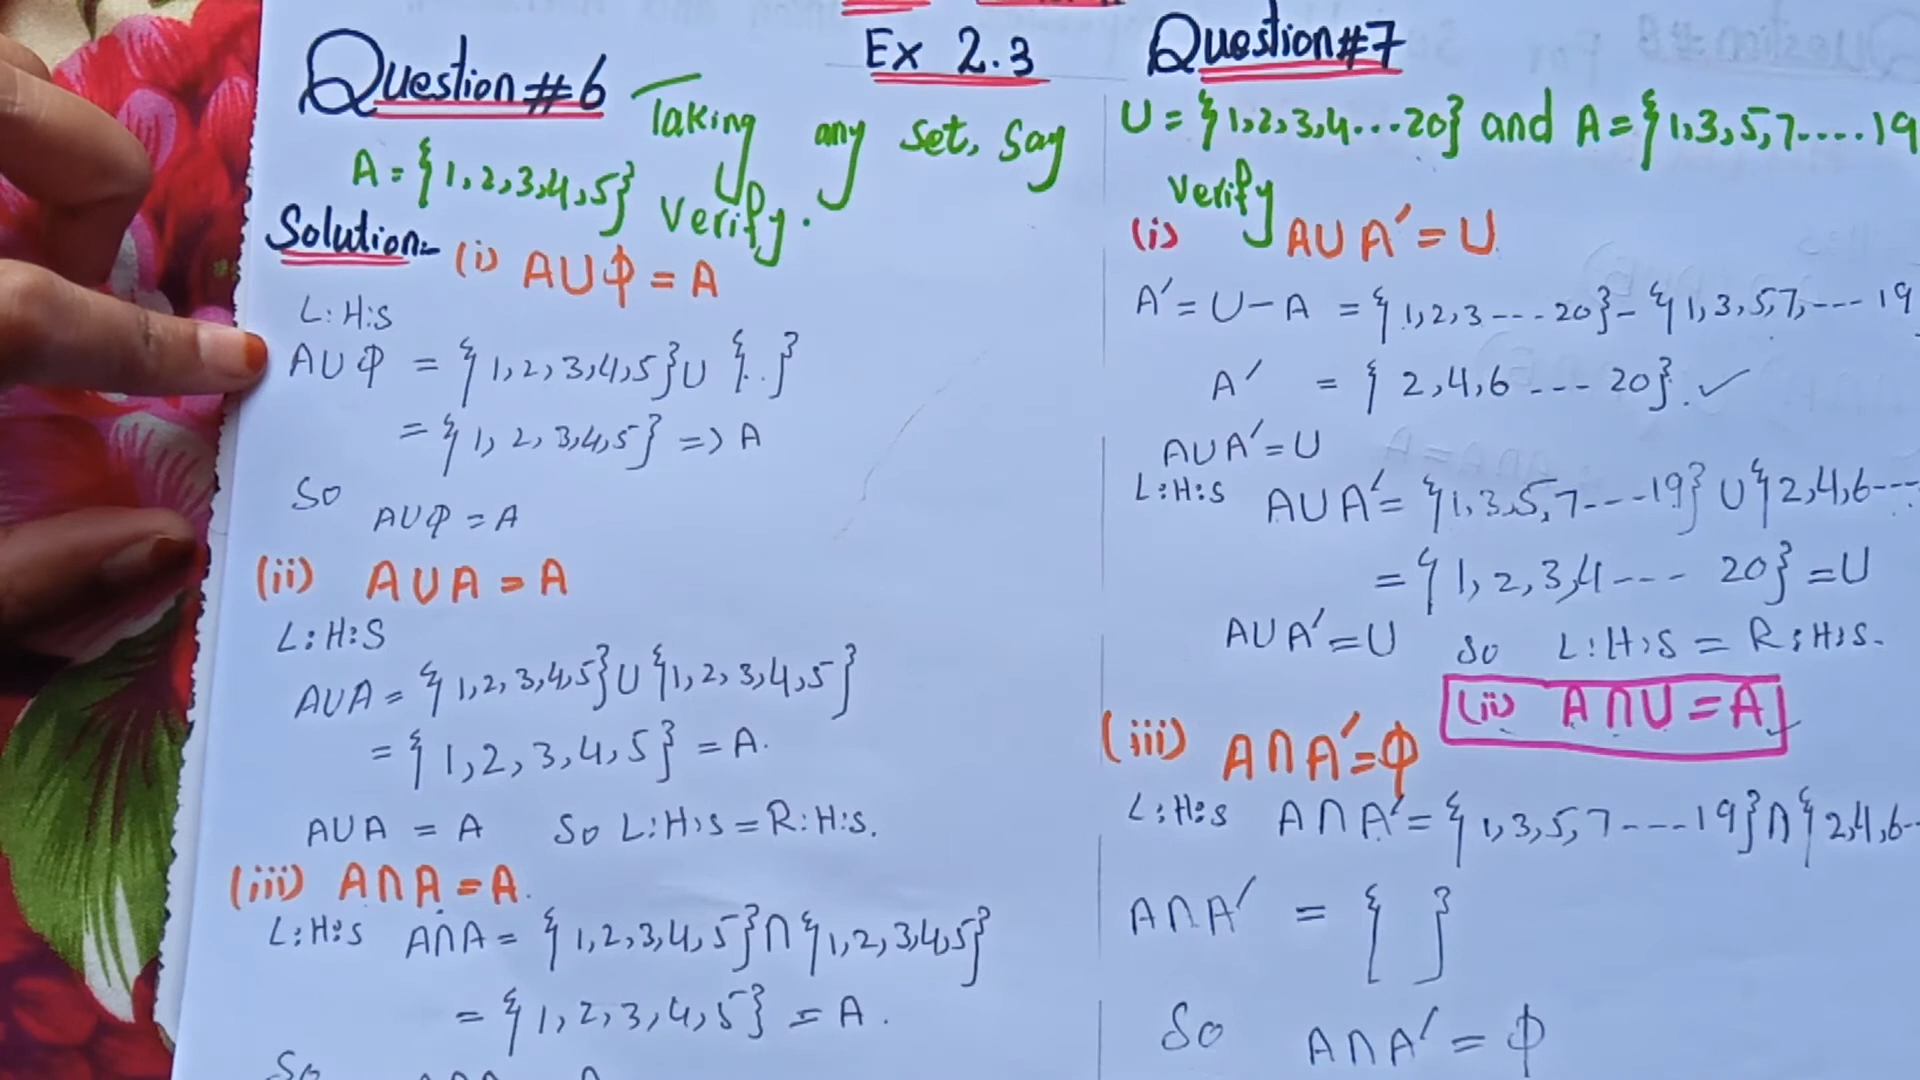 Ex 2.3
Question#6
Taking any set, say
A = {1,2,3,4,5} verify.
Solution:-
(i) A∪Φ = A
L:H:S
A∪Φ = {1,2,3,4,5}∪ {..}
= {1, 2, 3,4,5} => A
So
A∪Φ = A
(ii) A∪A = A
L:H:S
A∪A = {1,2,3,4,5}∪{1,2,3,4,5}
= {1,2,3,4,5} = A.
A∪A = A So L:H:S = R:H:S.
(iii) A∩A = A.
L:H:S A∩A = {1,2,3,4,5}∩{1,2,3,4,5}
= {1,2,3,4,5} = A.
So
Question#7
U = {1,2,3,4...20} and A = {1,3,5,7....19
verify
(i) A∪A′ = U
A′ = U - A = {1,2,3 --- 20} - {1,3,5,7,---- 19
A′ = {2,4,6 --- 20}. ✓
A∪A′ = U
L:H:S A∪A′ = {1,3,5,7----19} ∪{2,4,6---
= {1,2,3,4--- 20} = U
A∪A′ = U So L:H:S = R:H:S.
(ii) A∩U = A
(iii) A∩A′ = Φ
L:H:S A∩A′ = {1,3,5,7----19}∩{2,4,6--
A∩A′ = { }
So A∩A′ = Φ